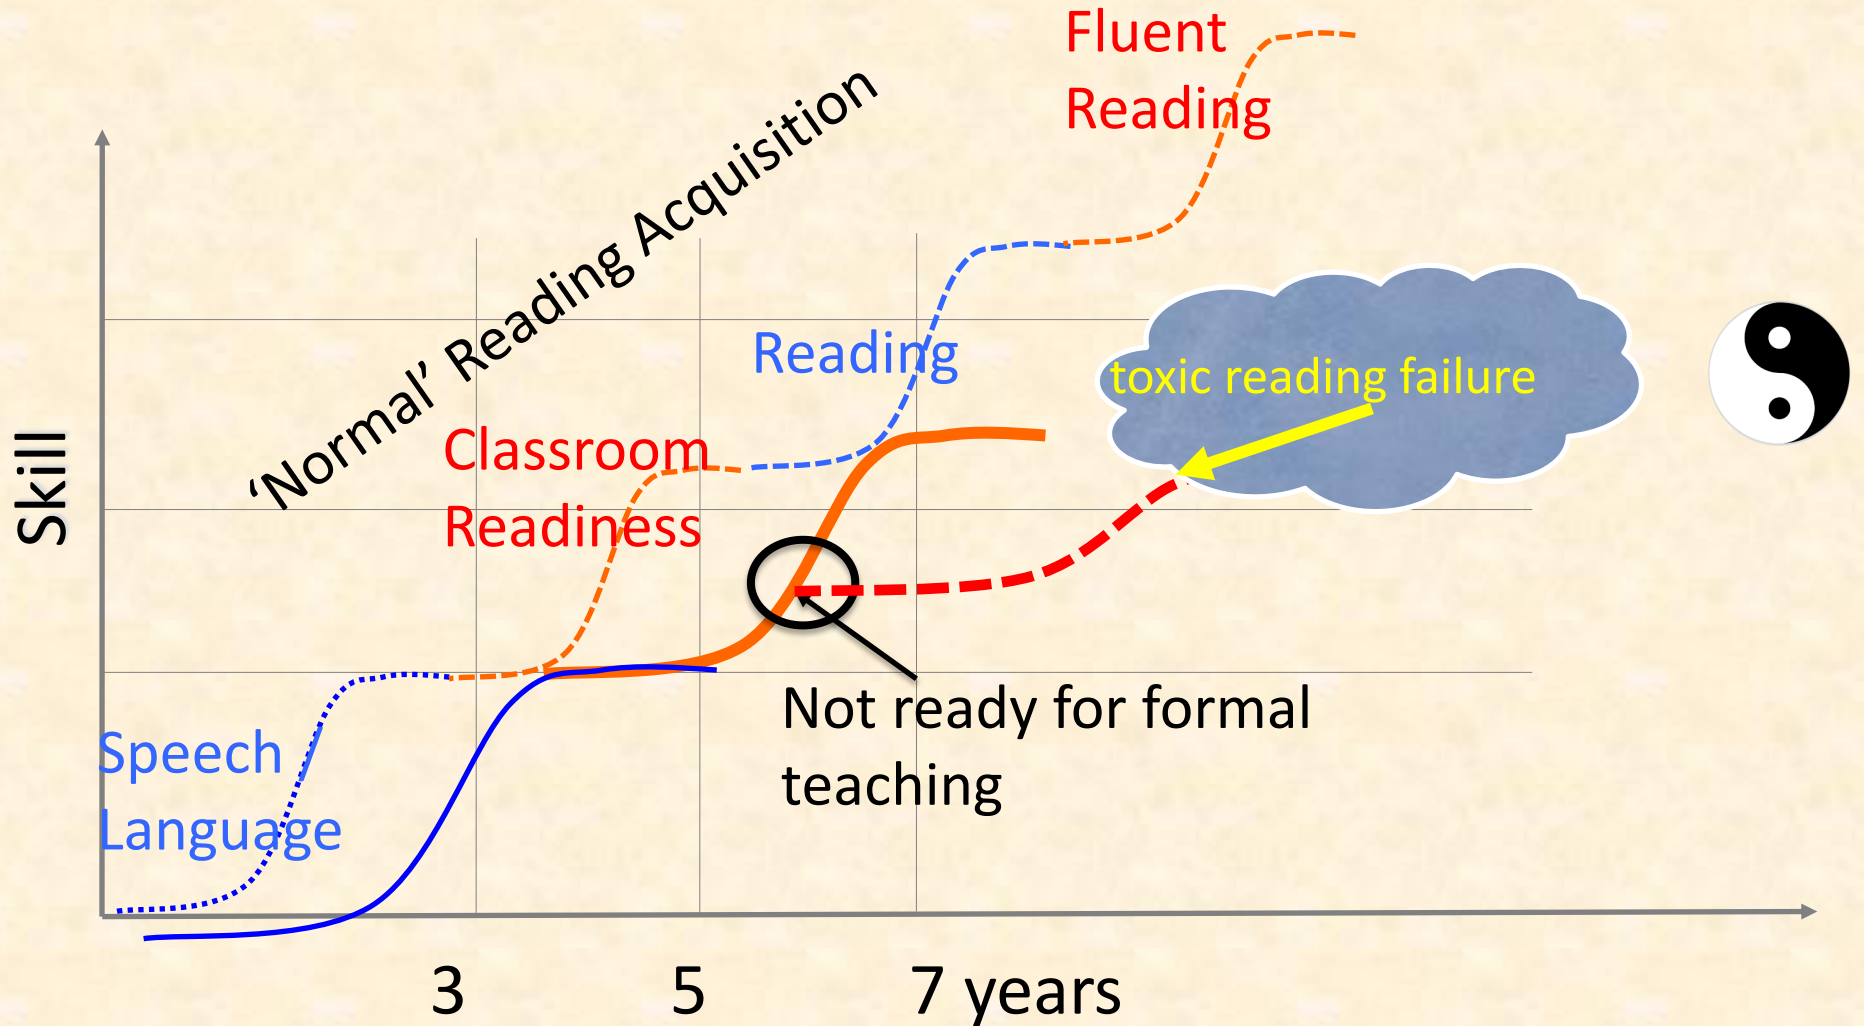 Fluent
Reading
‘Normal’ Reading Acquisition
Reading
toxic reading failure
Classroom
Readiness
Skill
Not ready for formal
teaching
Speech
Language
3 5 7 years